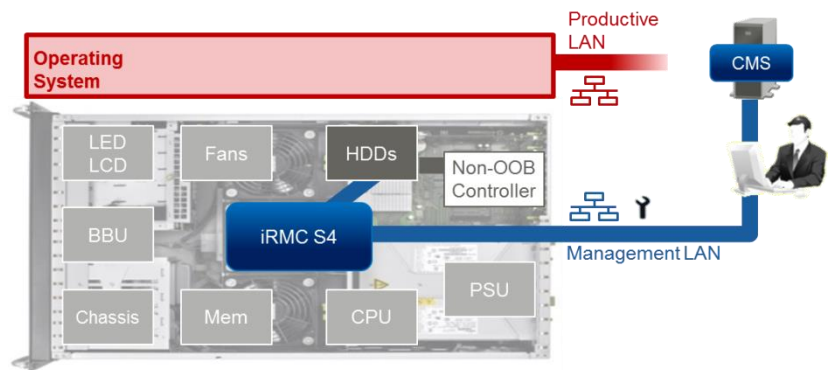 Productive
LAN
Operating
System
CMS
LED
LCD
Fans
HDDs
Non-OOB
Controller
BBU
iRMC S4
Management LAN
PSU
Chassis
Mem
CPU